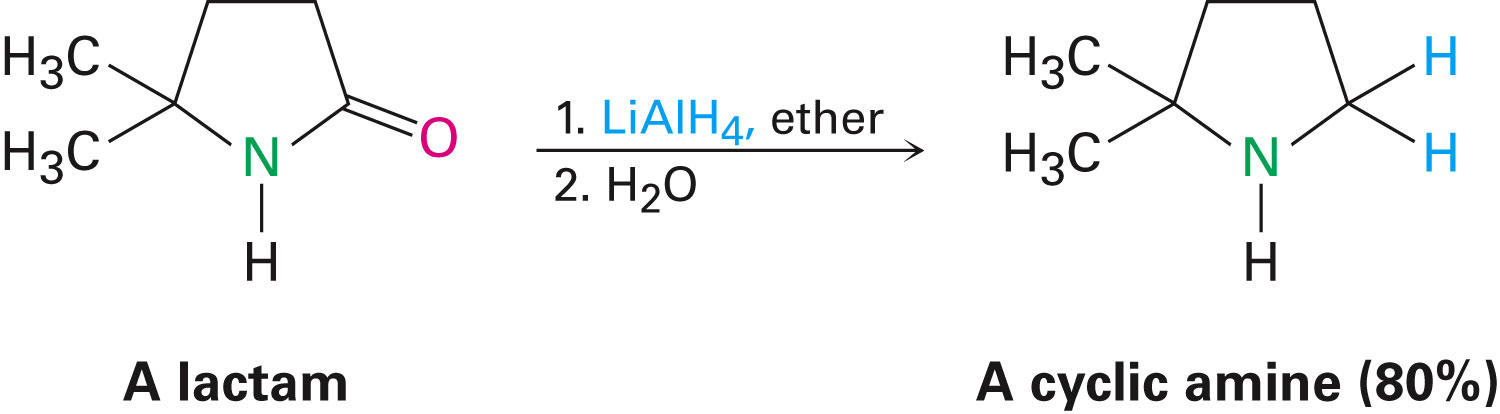 H₃C
H₃C
N
H
O
1. LiAlH₄, ether
2. H₂O
H₃C
H₃C
N
H
H
H
A lactam
A cyclic amine (80%)